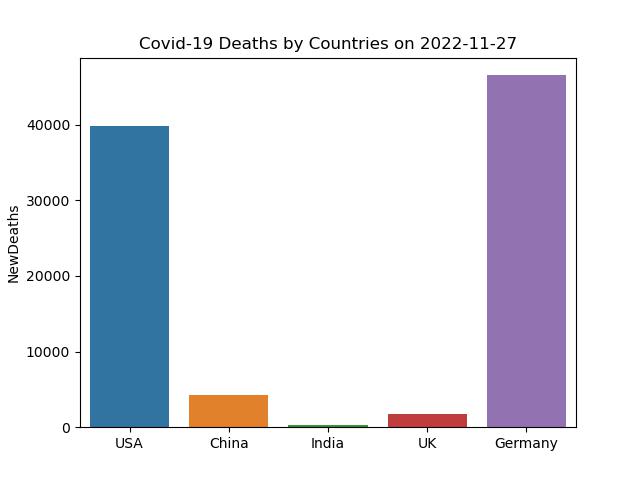 Covid-19 Deaths by Countries on 2022-11-27
NewDeaths
40000
30000
20000
10000
0
USA China India UK Germany